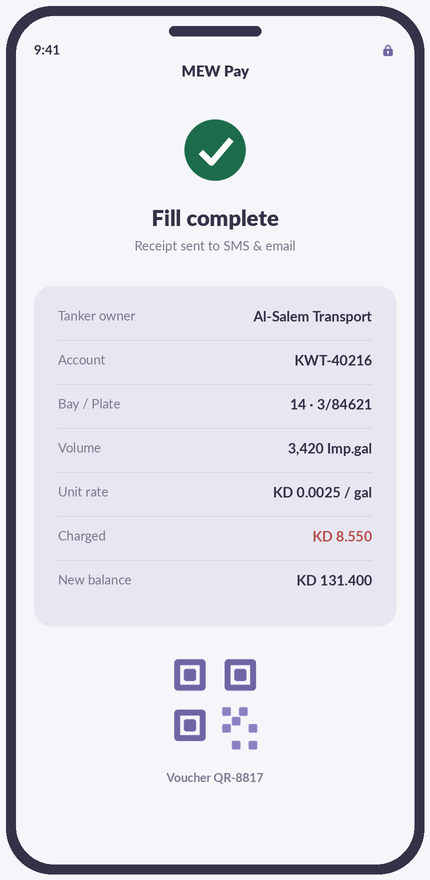 9:41
MEW Pay
Fill complete
Receipt sent to SMS & email
Tanker owner Al-Salem Transport
Account KWT-40216
Bay / Plate 14 · 3/84621
Volume 3,420 Imp.gal
Unit rate KD 0.0025 / gal
Charged KD 8.550
New balance KD 131.400
Voucher QR-8817